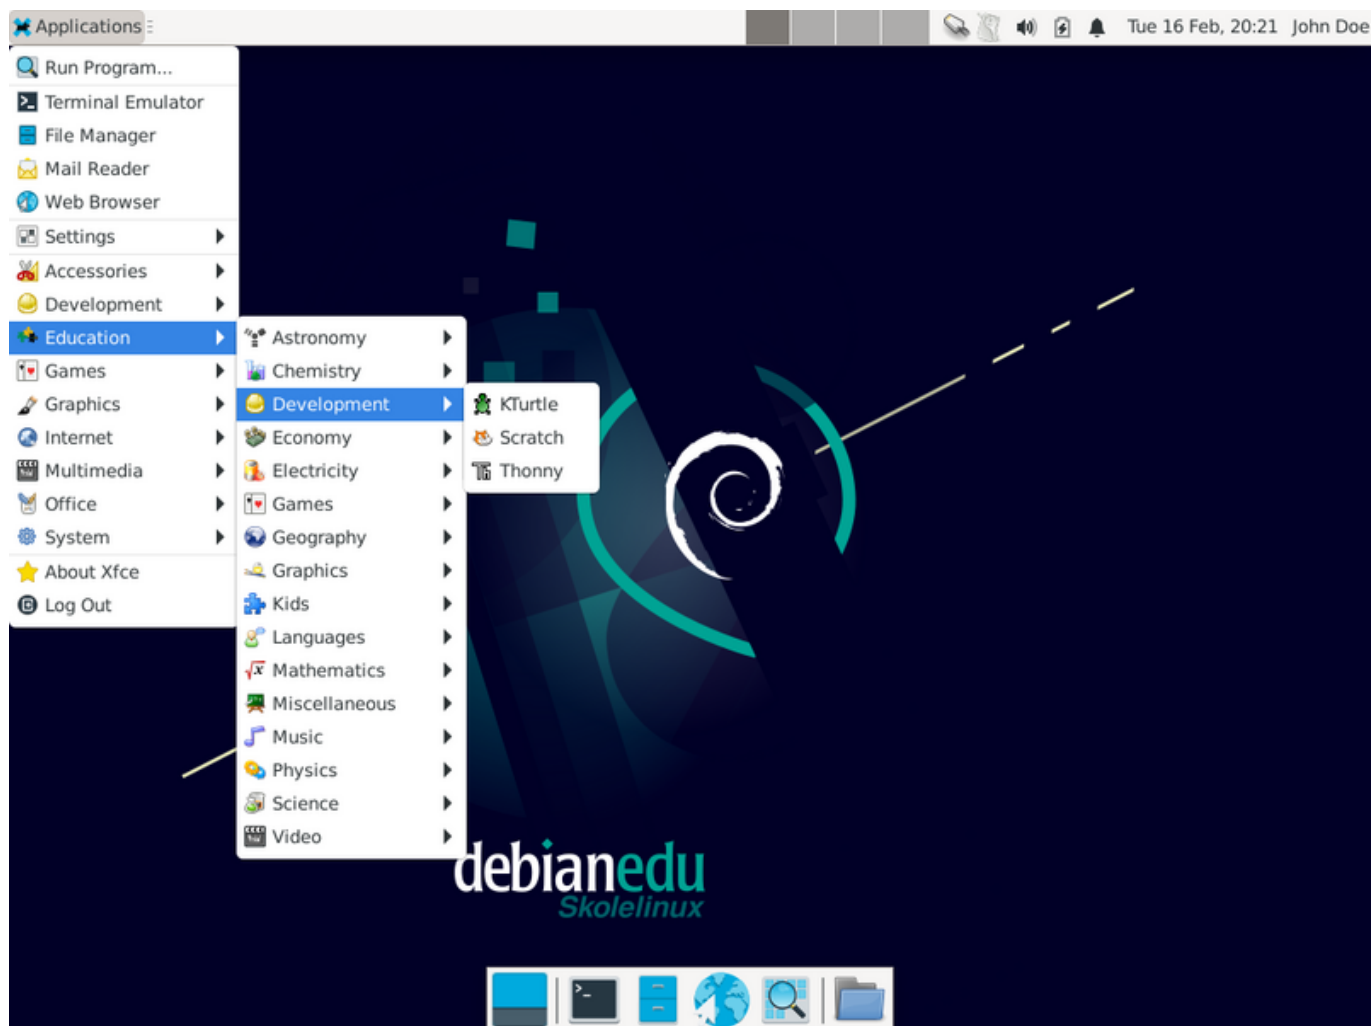 Applications
Tue 16 Feb, 20:21 John Doe
Run Program...
Terminal Emulator
File Manager
Mail Reader
Web Browser
Settings
Accessories
Development
Education
Games
Graphics
Internet
Multimedia
Office
System
About Xfce
Log Out
Astronomy
Chemistry
Development
Economy
Electricity
Games
Geography
Graphics
Kids
Languages
Mathematics
Miscellaneous
Music
Physics
Science
Video
KTurtle
Scratch
Thonny
debianedu
Skolelinux